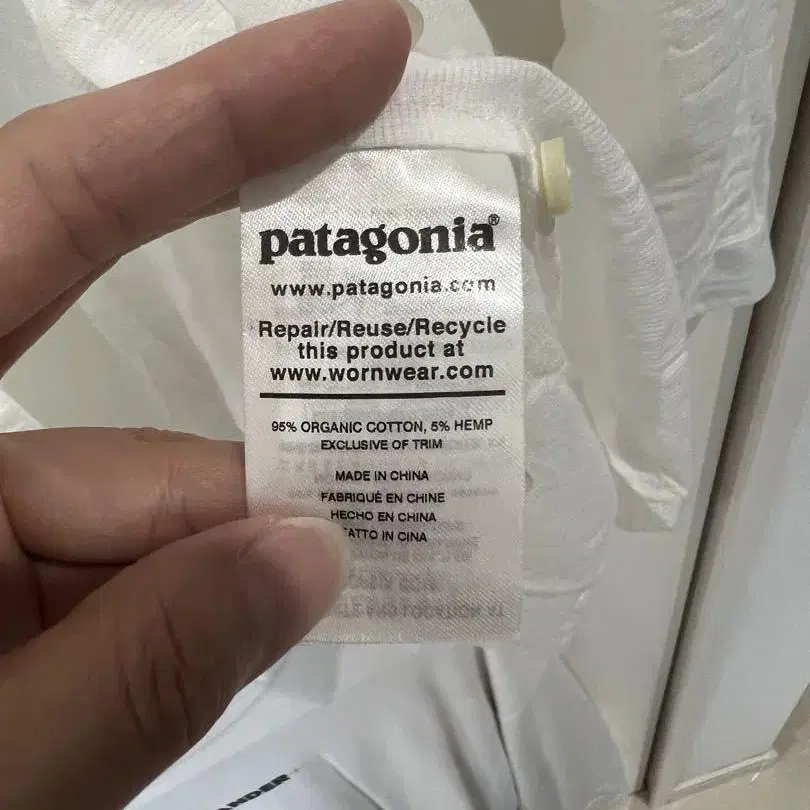 patagonia®
www.patagonia.com
Repair/Reuse/Recycle
this product at
www.wornwear.com
95% ORGANIC COTTON, 5% HEMP
EXCLUSIVE OF TRIM
MADE IN CHINA
FABRIQUÉ EN CHINE
HECHO EN CHINA
FATTO IN CINA
ANDER